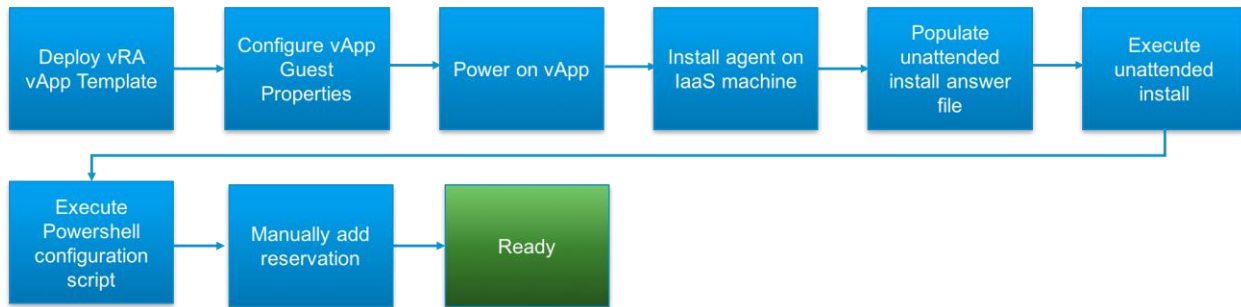 Deploy vRA
vApp Template
Configure vApp
Guest
Properties
Power on vApp
Install agent on
IaaS machine
Populate
unattended
install answer
file
Execute
unattended
install
Execute
Powershell
configuration
script
Manually add
reservation
Ready